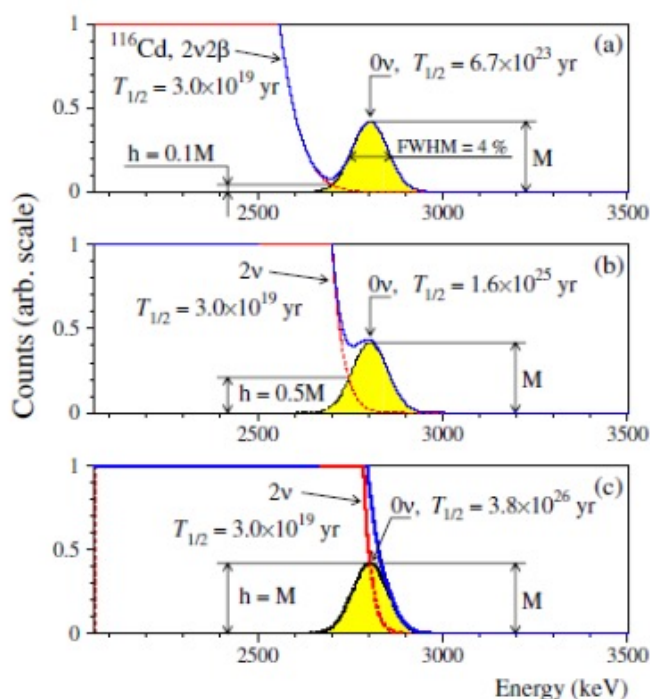 1
(a)
¹¹⁶Cd, 2ν2β
0ν, T₁/₂ = 6.7×10²³ yr
T₁/₂ = 3.0×10¹⁹ yr
0.5
h = 0.1M
FWHM = 4 %
M
0
2500 3000 3500
Counts (arb. scale)
1
(b)
2ν
0ν, T₁/₂ = 1.6×10²⁵ yr
T₁/₂ = 3.0×10¹⁹ yr
0.5
h = 0.5M
M
0
2500 3000 3500
1
(c)
2ν
0ν, T₁/₂ = 3.8×10²⁶ yr
T₁/₂ = 3.0×10¹⁹ yr
0.5
h = M
M
0
2500 3000 3500
Energy (keV)